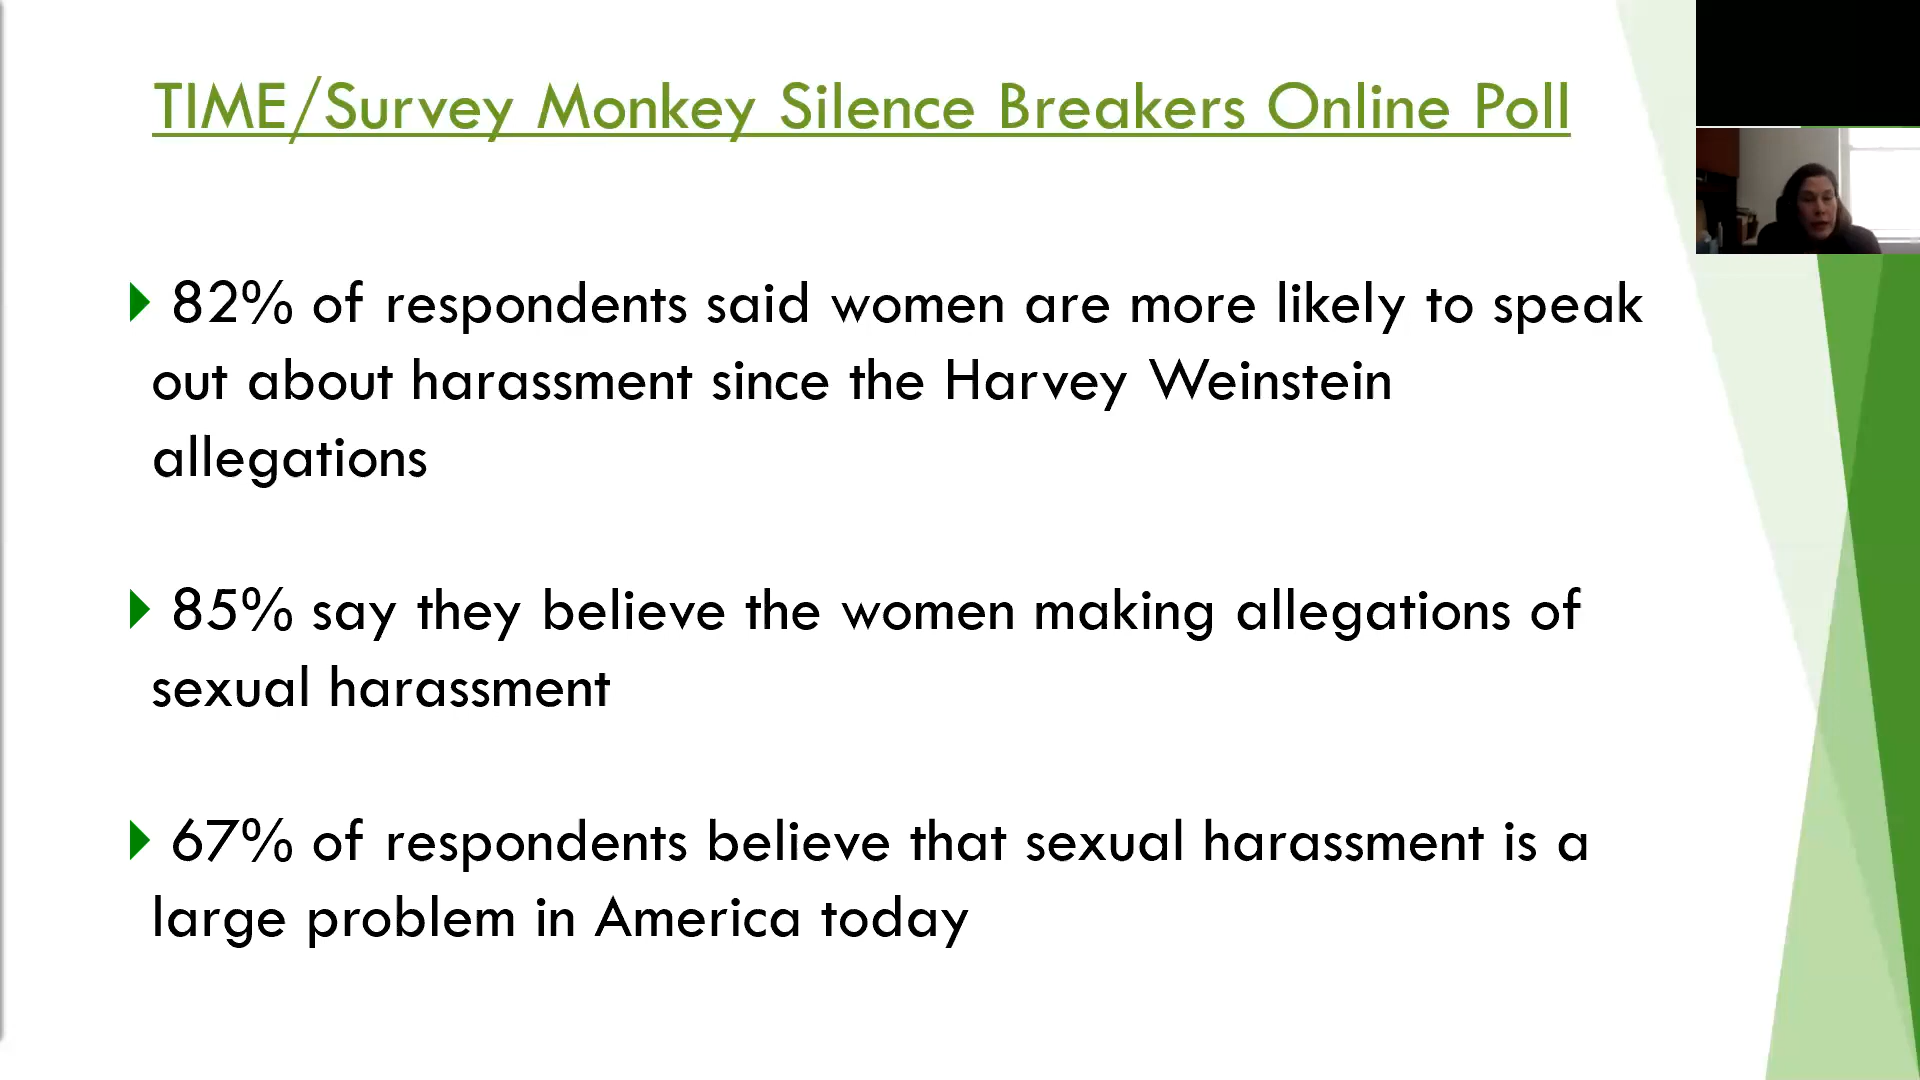 TIME/Survey Monkey Silence Breakers Online Poll
82% of respondents said women are more likely to speak
out about harassment since the Harvey Weinstein
allegations
85% say they believe the women making allegations of
sexual harassment
67% of respondents believe that sexual harassment is a
large problem in America today